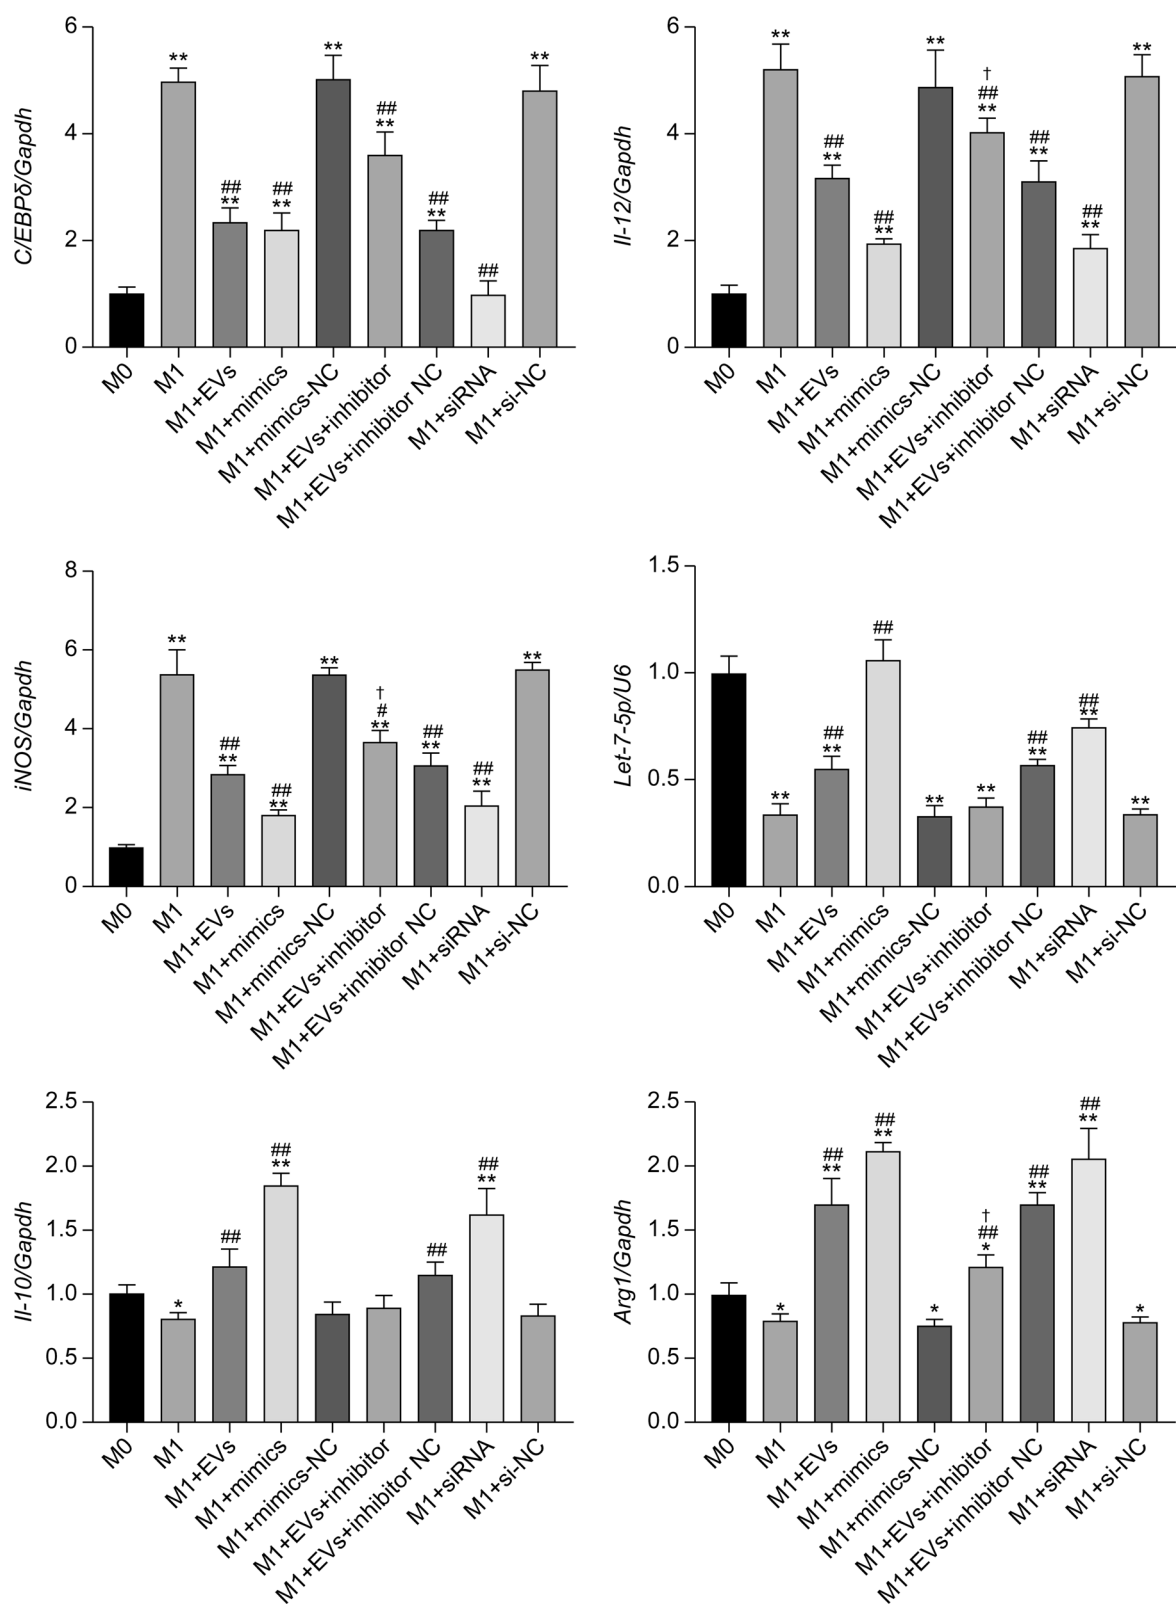 C/EBPδ/Gapdh
6
4
2
0
**
##
**
##
**
**
##
**
##
**
##
**
M0
M1
M1+EVs
M1+mimics
M1+mimics-NC
M1+EVs+inhibitor
M1+EVs+inhibitor NC
M1+siRNA
M1+si-NC
Il-12/Gapdh
6
4
2
0
**
##
**
##
**
**
†
##
**
##
**
##
**
**
M0
M1
M1+EVs
M1+mimics
M1+mimics-NC
M1+EVs+inhibitor
M1+EVs+inhibitor NC
M1+siRNA
M1+si-NC
iNOS/Gapdh
8
6
4
2
0
**
##
**
##
**
**
†
#
**
##
**
##
**
**
M0
M1
M1+EVs
M1+mimics
M1+mimics-NC
M1+EVs+inhibitor
M1+EVs+inhibitor NC
M1+siRNA
M1+si-NC
Let-7-5p/U6
1.5
1.0
0.5
0.0
**
##
**
##
**
**
##
**
##
**
**
M0
M1
M1+EVs
M1+mimics
M1+mimics-NC
M1+EVs+inhibitor
M1+EVs+inhibitor NC
M1+siRNA
M1+si-NC
Il-10/Gapdh
2.5
2.0
1.5
1.0
0.5
0.0
*
##
##
**
##
##
**
M0
M1
M1+EVs
M1+mimics
M1+mimics-NC
M1+EVs+inhibitor
M1+EVs+inhibitor NC
M1+siRNA
M1+si-NC
Arg1/Gapdh
2.5
2.0
1.5
1.0
0.5
0.0
*
##
**
##
**
*
†
##
*
##
**
##
**
*
M0
M1
M1+EVs
M1+mimics
M1+mimics-NC
M1+EVs+inhibitor
M1+EVs+inhibitor NC
M1+siRNA
M1+si-NC